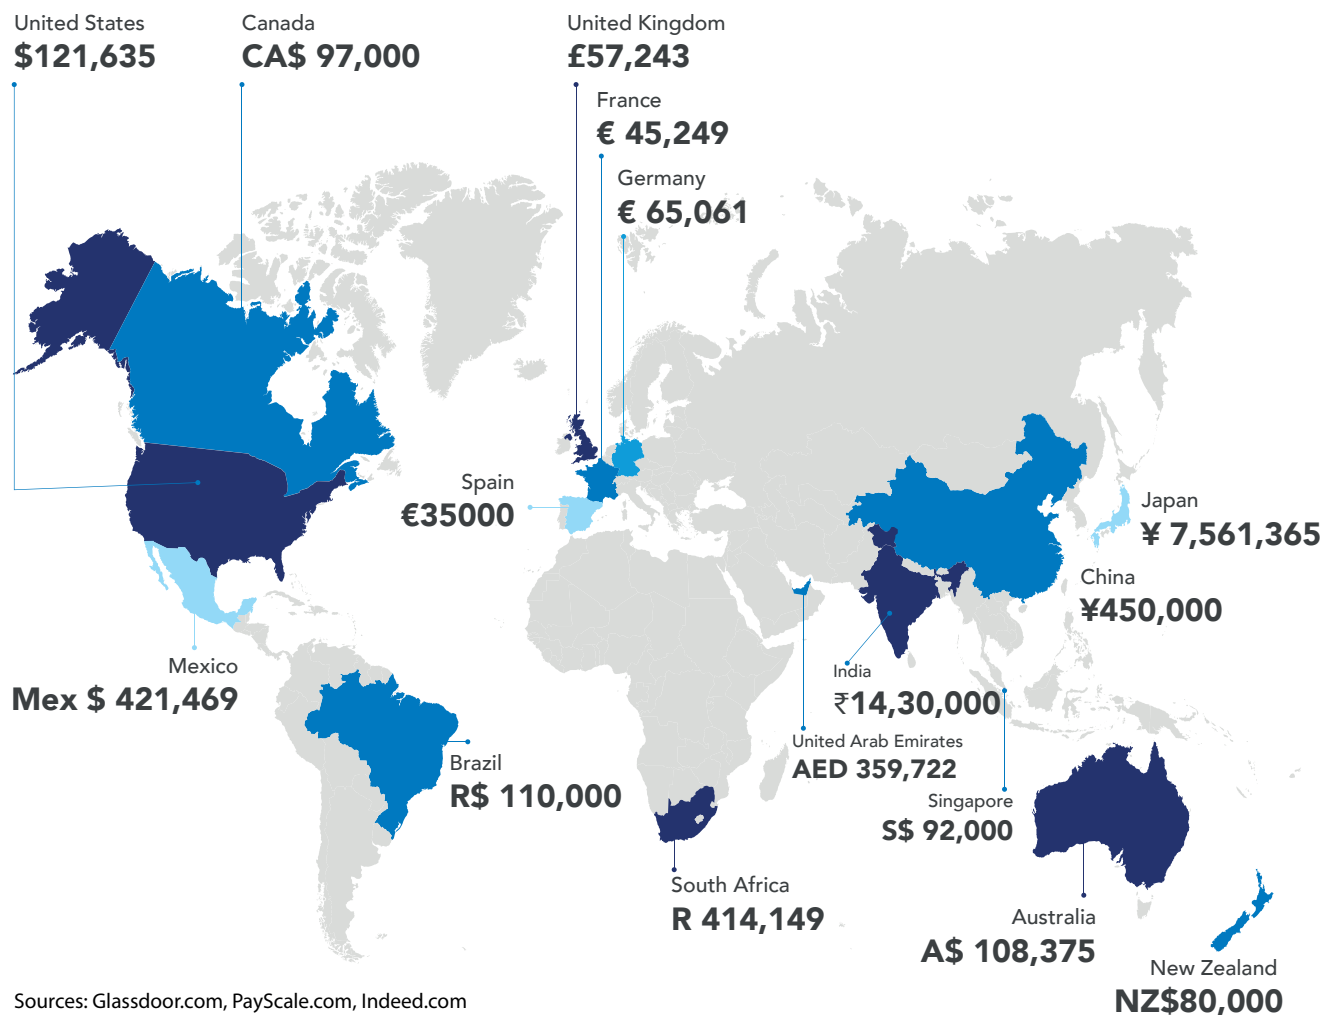 United States
$121,635
Canada
CA$ 97,000
United Kingdom
£57,243
France
€ 45,249
Germany
€ 65,061
Spain
€35000
Japan
¥ 7,561,365
China
¥450,000
Mexico
Mex $ 421,469
India
₹14,30,000
United Arab Emirates
AED 359,722
Brazil
R$ 110,000
Singapore
S$ 92,000
South Africa
R 414,149
Australia
A$ 108,375
New Zealand
NZ$80,000
Sources: Glassdoor.com, PayScale.com, Indeed.com